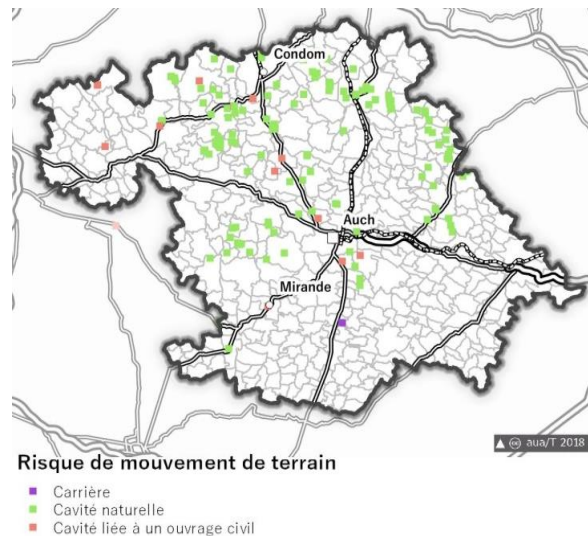 Condom
Auch
Mirande
aua/T 2018
Risque de mouvement de terrain
Carrière
Cavité naturelle
Cavité liée à un ouvrage civil